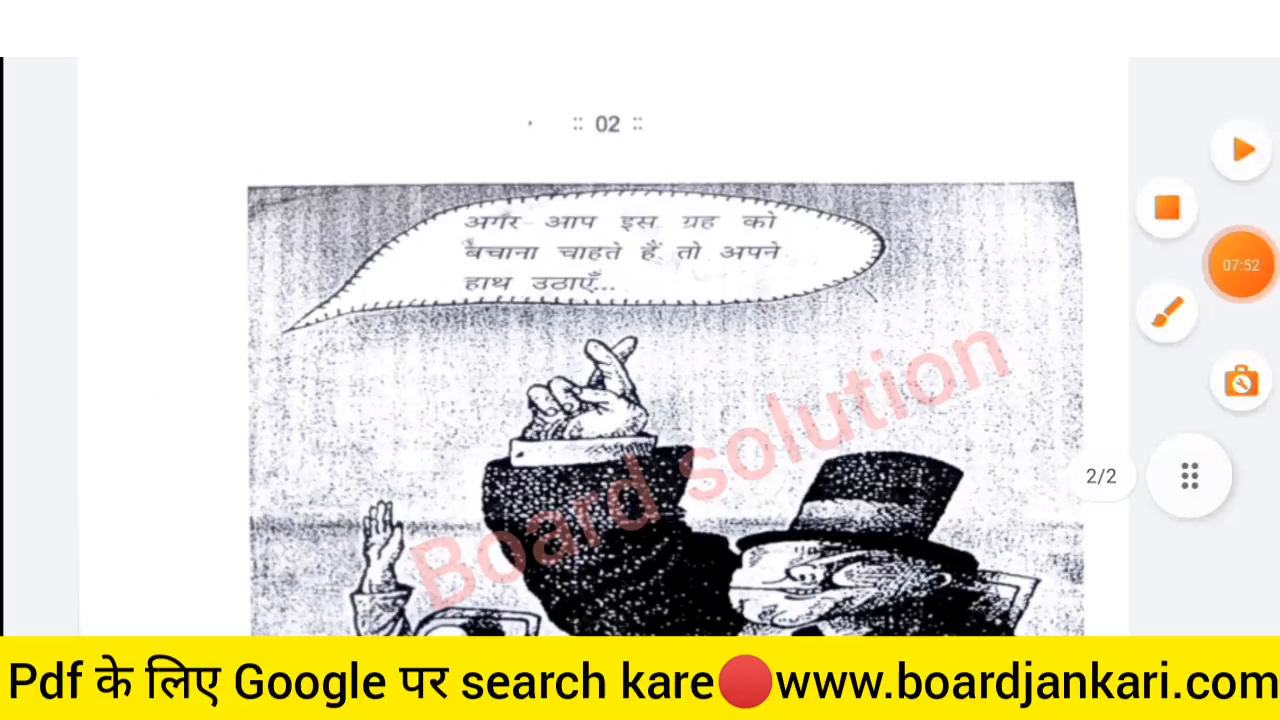 :: 02 ::
अगर आप इस ग्रह को
बचाना चाहते हैं तो अपने
हाथ उठाएँ...
Board solution
07:52
2/2
Pdf के लिए Google पर search kare🔴www.boardjankari.com